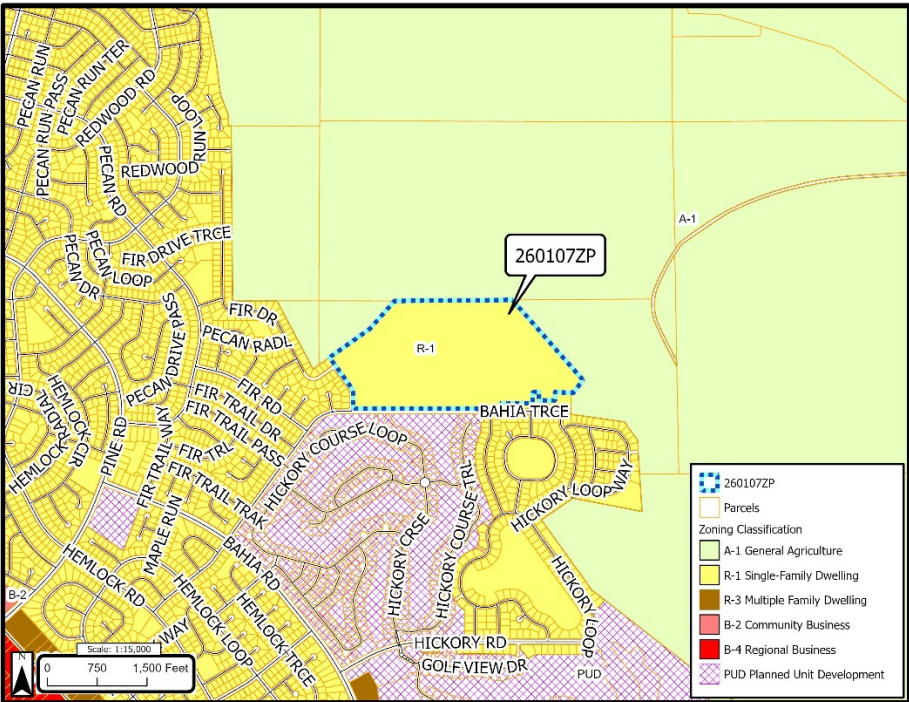 PECAN RUN
PECAN RUN PASS
PECAN RUN TER
REDWOOD RD
RUN LOOP
REDWOOD
PECAN RD
PECAN LOOP
PECAN DR
FIR DRIVE TRCE
A-1
260107ZP
FIR DR
PECAN RADL
R-1
PECAN DRIVE PASS
FIR RD
FIR TRAIL DR
FIR TRAIL PASS
FIR TRL
FIR TRAIL WAY
FIR TRAIL TRAK
CIR
HEMLOCK RADIAL
HEMLOCK CIR
HEMLOCK
PINE RD
BAHIA TRCE
HICKORY COURSE LOOP
HICKORY COURSE TRL
HICKORY CRSE
HICKORY LOOP WAY
HICKORY LOOP
MAPLE RUN
BAHIA RD
HEMLOCK RD
HEMLOCK LOOP
HEMLOCK TRCE
WAY
HICKORY RD
GOLF VIEW DR
PUD
B-2
N
Scale: 1:15,000
0 750 1,500 Feet
260107ZP
Parcels
Zoning Classification
A-1 General Agriculture
R-1 Single-Family Dwelling
R-3 Multiple Family Dwelling
B-2 Community Business
B-4 Regional Business
PUD Planned Unit Development